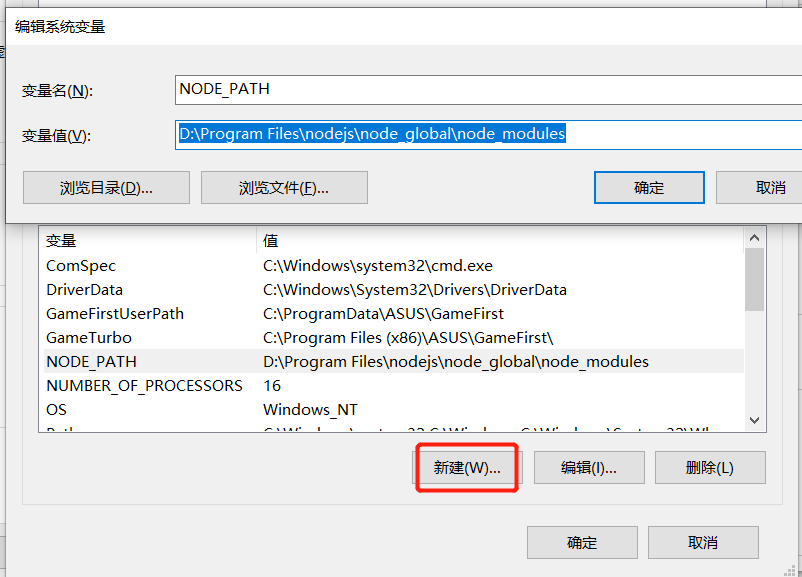 编辑系统变量
变量名(N):
NODE_PATH
变量值(V):
D:\Program Files\nodejs\node_global\node_modules
浏览目录(D)...
浏览文件(F)...
确定
取消
变量 值
ComSpec C:\Windows\system32\cmd.exe
DriverData C:\Windows\System32\Drivers\DriverData
GameFirstUserPath C:\ProgramData\ASUS\GameFirst
GameTurbo C:\Program Files (x86)\ASUS\GameFirst\
NODE_PATH D:\Program Files\nodejs\node_global\node_modules
NUMBER_OF_PROCESSORS 16
OS Windows_NT
新建(W)...
编辑(I)...
删除(L)
确定
取消